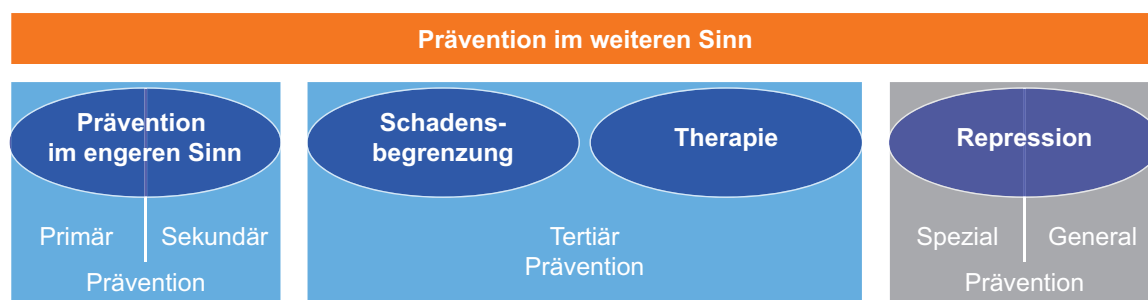 Prävention im weiteren Sinn
Prävention
im engeren Sinn
Schadens-
begrenzung
Therapie
Repression
Primär
Sekundär
Prävention
Tertiär
Prävention
Spezial
General
Prävention